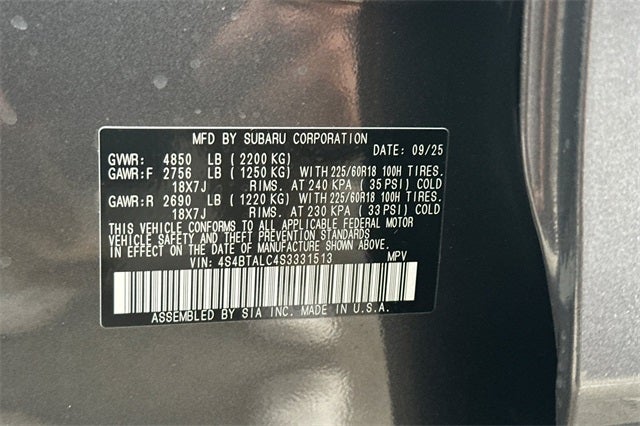 MFD BY SUBARU CORPORATION
DATE: 09/25
GVWR: 4850 LB ( 2200 KG)
GAWR:F 2756 LB ( 1250 KG) WITH 225/60R18 100H TIRES.
18X7J RIMS. AT 240 KPA ( 35 PSI) COLD
GAWR:R 2690 LB ( 1220 KG) WITH 225/60R18 100H TIRES.
18X7J RIMS. AT 230 KPA ( 33 PSI) COLD
THIS VEHICLE CONFORMS TO ALL APPLICABLE FEDERAL MOTOR
VEHICLE SAFETY AND THEFT PREVENTION STANDARDS
IN EFFECT ON THE DATE OF MANUFACTURE SHOWN ABOVE.
VIN: 4S4BTALC4S3331513 MPV
ASSEMBLED BY SIA INC. MADE IN U.S.A.